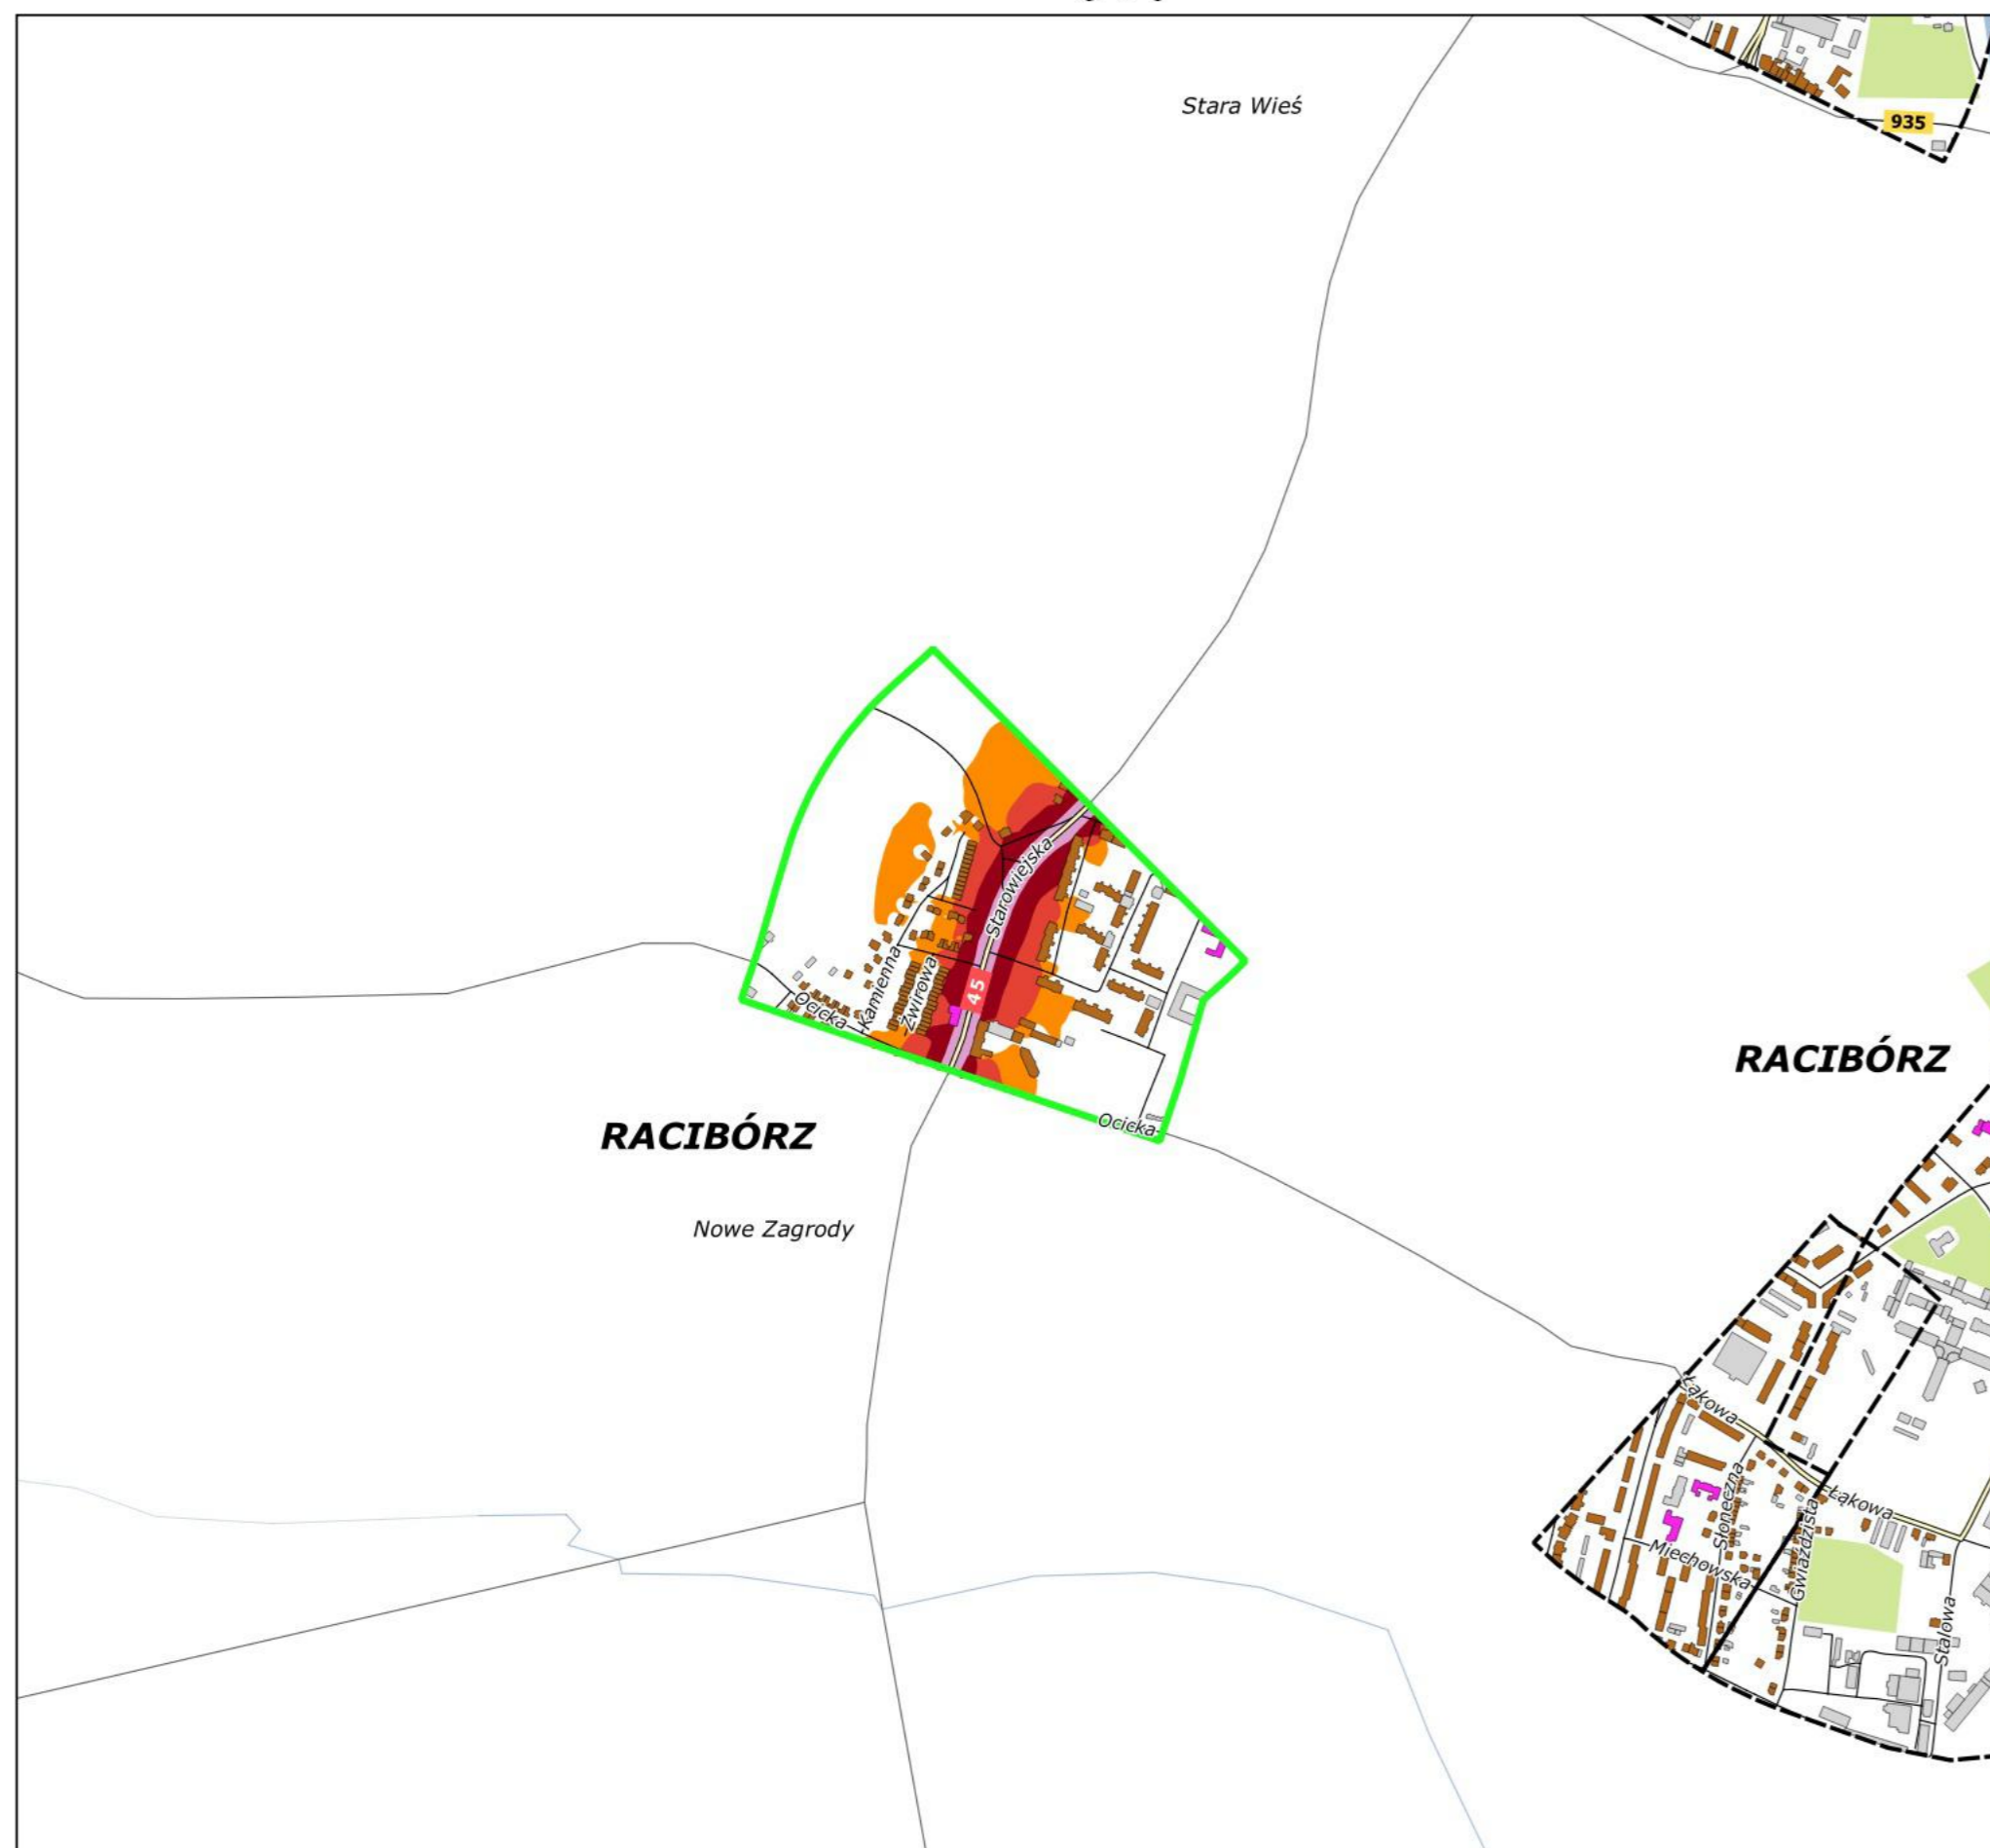 Stara Wieś
935
Starowiejska
45
Kamienna
Żwirowa
Ocicka
Ocicka
RACIBÓRZ
RACIBÓRZ
Nowe Zagrody
Łąkowa
Łąkowa
Słoneczna
Gwiaździsta
Miechowska
Stalowa